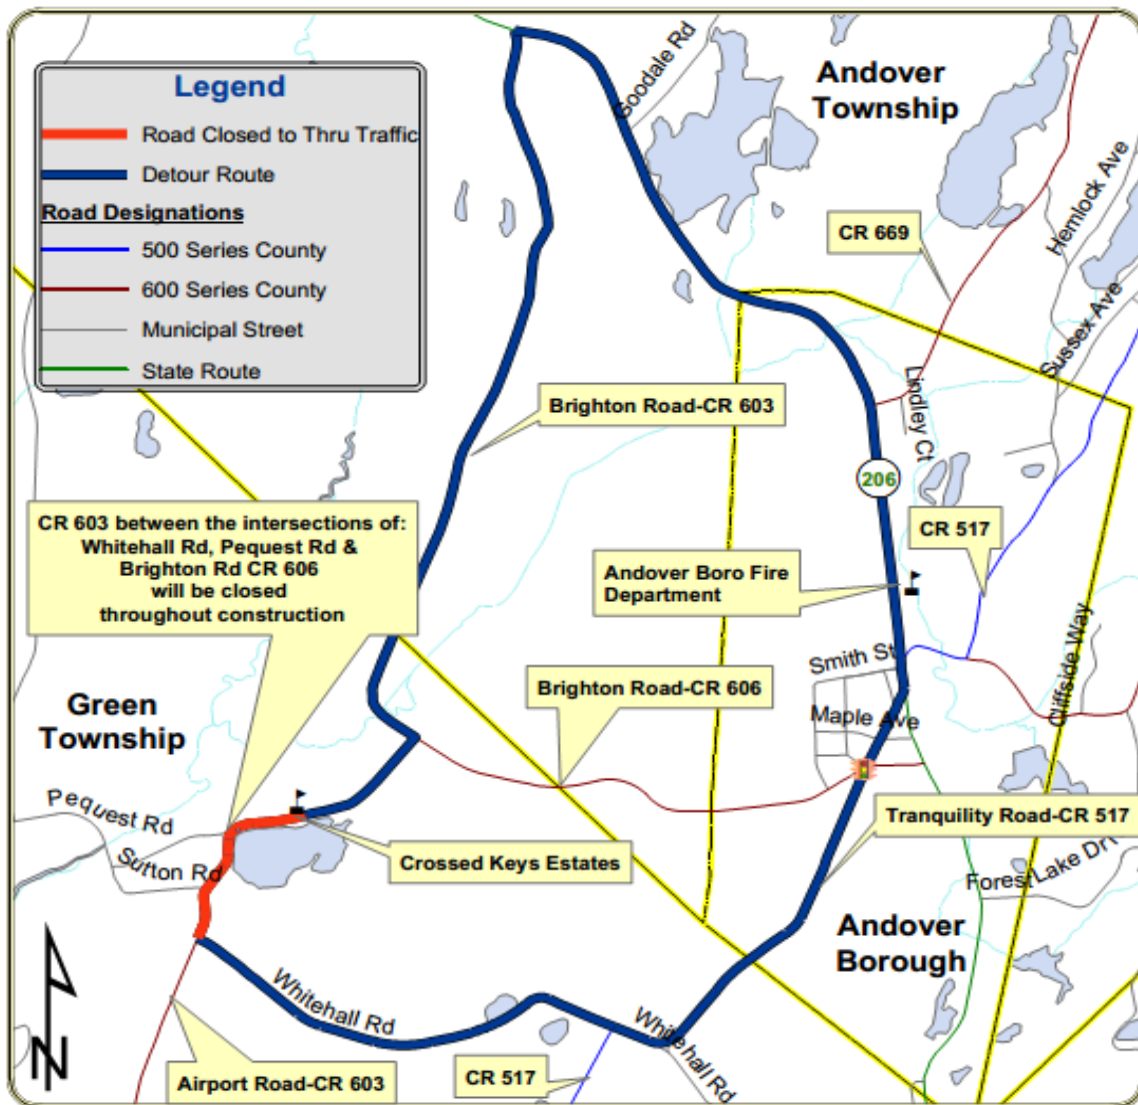 Legend
Road Closed to Thru Traffic
Detour Route
Road Designations
500 Series County
600 Series County
Municipal Street
State Route
Goodale Rd
Andover
Township
CR 669
Hemlock Ave
Sussex Ave
Lindley Ct
Brighton Road-CR 603
206
CR 517
CR 603 between the intersections of:
Whitehall Rd, Pequest Rd &
Brighton Rd CR 606
will be closed
throughout construction
Andover Boro Fire
Department
Smith St
Maple Ave
Cliffside Way
Brighton Road-CR 606
Green
Township
Pequest Rd
Sutton Rd
Crossed Keys Estates
Tranquility Road-CR 517
Forest Lake Dr
Andover
Borough
Whitehall Rd
Whitehall Rd
N
Airport Road-CR 603
CR 517